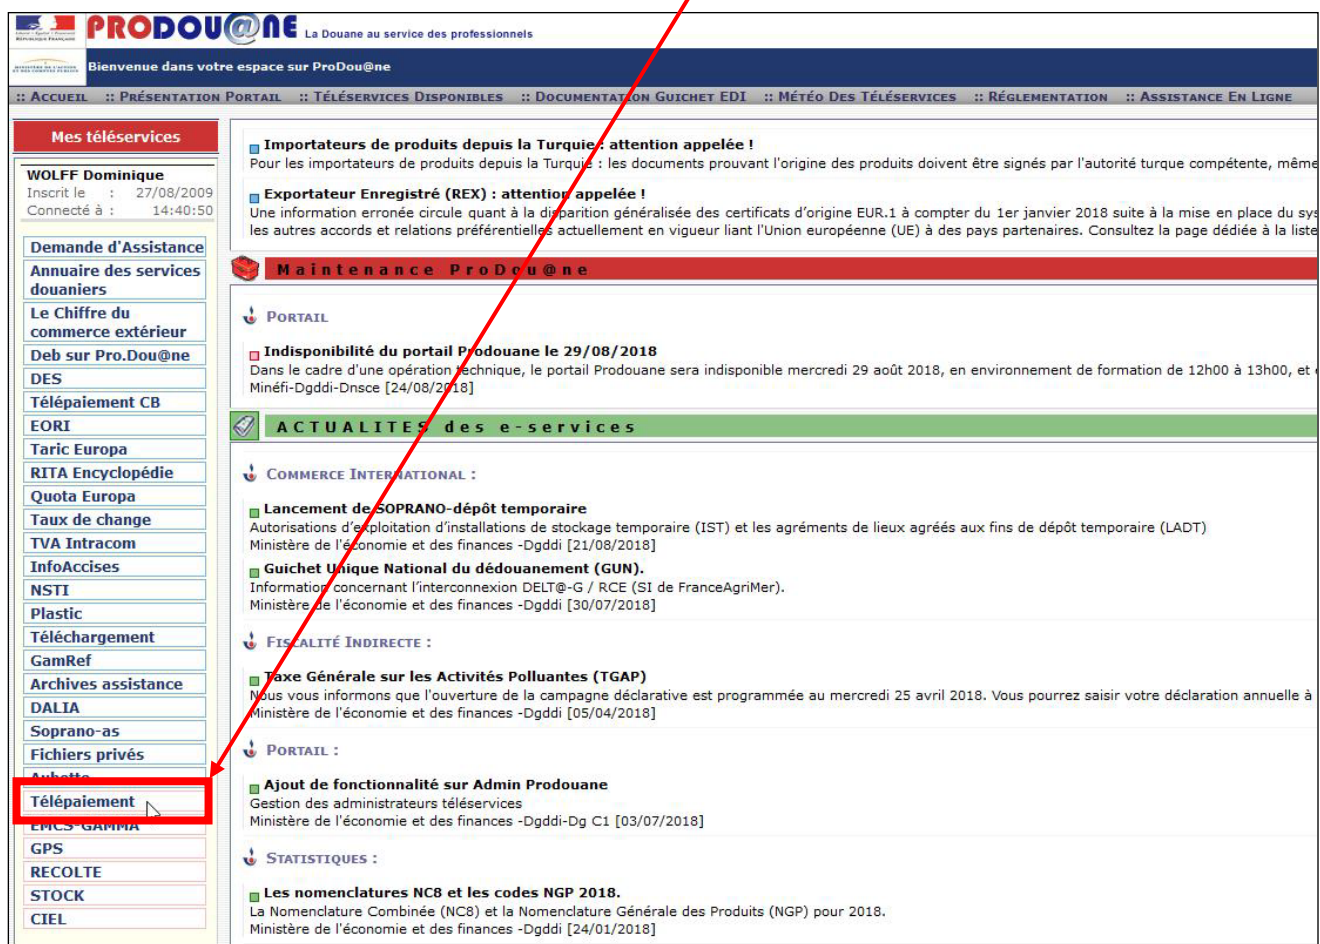 Liberté • Égalité • Fraternité
RÉPUBLIQUE FRANÇAISE
PRODOU@NE La Douane au service des professionnels
Bienvenue dans votre espace sur ProDou@ne
:: Accueil :: Présentation Portail :: Téléservices Disponibles :: Documentation Guichet EDI :: Météo Des Téléservices :: Réglementation :: Assistance En Ligne
Mes téléservices
WOLFF Dominique
Inscrit le : 27/08/2009
Connecté à : 14:40:50
Demande d'Assistance
Annuaire des services
douaniers
Le Chiffre du
commerce extérieur
Deb sur Pro.Dou@ne
DES
Télépaiement CB
EORI
Taric Europa
RITA Encyclopédie
Quota Europa
Taux de change
TVA Intracom
InfoAccises
NSTI
Plastic
Téléchargement
GamRef
Archives assistance
DALIA
Soprano-as
Fichiers privés
Télépaiement
EMCS-GAMMA
GPS
RECOLTE
STOCK
CIEL
Importateurs de produits depuis la Turquie : attention appelée !
Pour les importateurs de produits depuis la Turquie : les documents prouvant l'origine des produits doivent être signés par l'autorité turque compétente, même
Exportateur Enregistré (REX) : attention appelée !
Une information erronée circule quant à la disparition généralisée des certificats d'origine EUR.1 à compter du 1er janvier 2018 suite à la mise en place du sys
les autres accords et relations préférentielles actuellement en vigueur liant l'Union européenne (UE) à des pays partenaires. Consultez la page dédiée à la liste
Maintenance ProDou@ne
Portail
Indisponibilité du portail Prodouane le 29/08/2018
Dans le cadre d'une opération technique, le portail Prodouane sera indisponible mercredi 29 août 2018, en environnement de formation de 12h00 à 13h00, et
Minéfi-Dgddi-Dnsce [24/08/2018]
ACTUALITES des e-services
Commerce International :
Lancement de SOPRANO-dépôt temporaire
Autorisations d'exploitation d'installations de stockage temporaire (IST) et les agréments de lieux agréés aux fins de dépôt temporaire (LADT)
Ministère de l'économie et des finances -Dgddi [21/08/2018]
Guichet Unique National du dédouanement (GUN).
Information concernant l'interconnexion DELT@-G / RCE (SI de FranceAgriMer).
Ministère de l'économie et des finances -Dgddi [30/07/2018]
Fiscalité Indirecte :
Taxe Générale sur les Activités Polluantes (TGAP)
Nous vous informons que l'ouverture de la campagne déclarative est programmée au mercredi 25 avril 2018. Vous pourrez saisir votre déclaration annuelle à
Ministère de l'économie et des finances -Dgddi [05/04/2018]
Portail :
Ajout de fonctionnalité sur Admin Prodouane
Gestion des administrateurs téléservices
Ministère de l'économie et des finances -Dgddi-Dg C1 [03/07/2018]
Statistiques :
Les nomenclatures NC8 et les codes NGP 2018.
La Nomenclature Combinée (NC8) et la Nomenclature Générale des Produits (NGP) pour 2018.
Ministère de l'économie et des finances -Dgddi [24/01/2018]